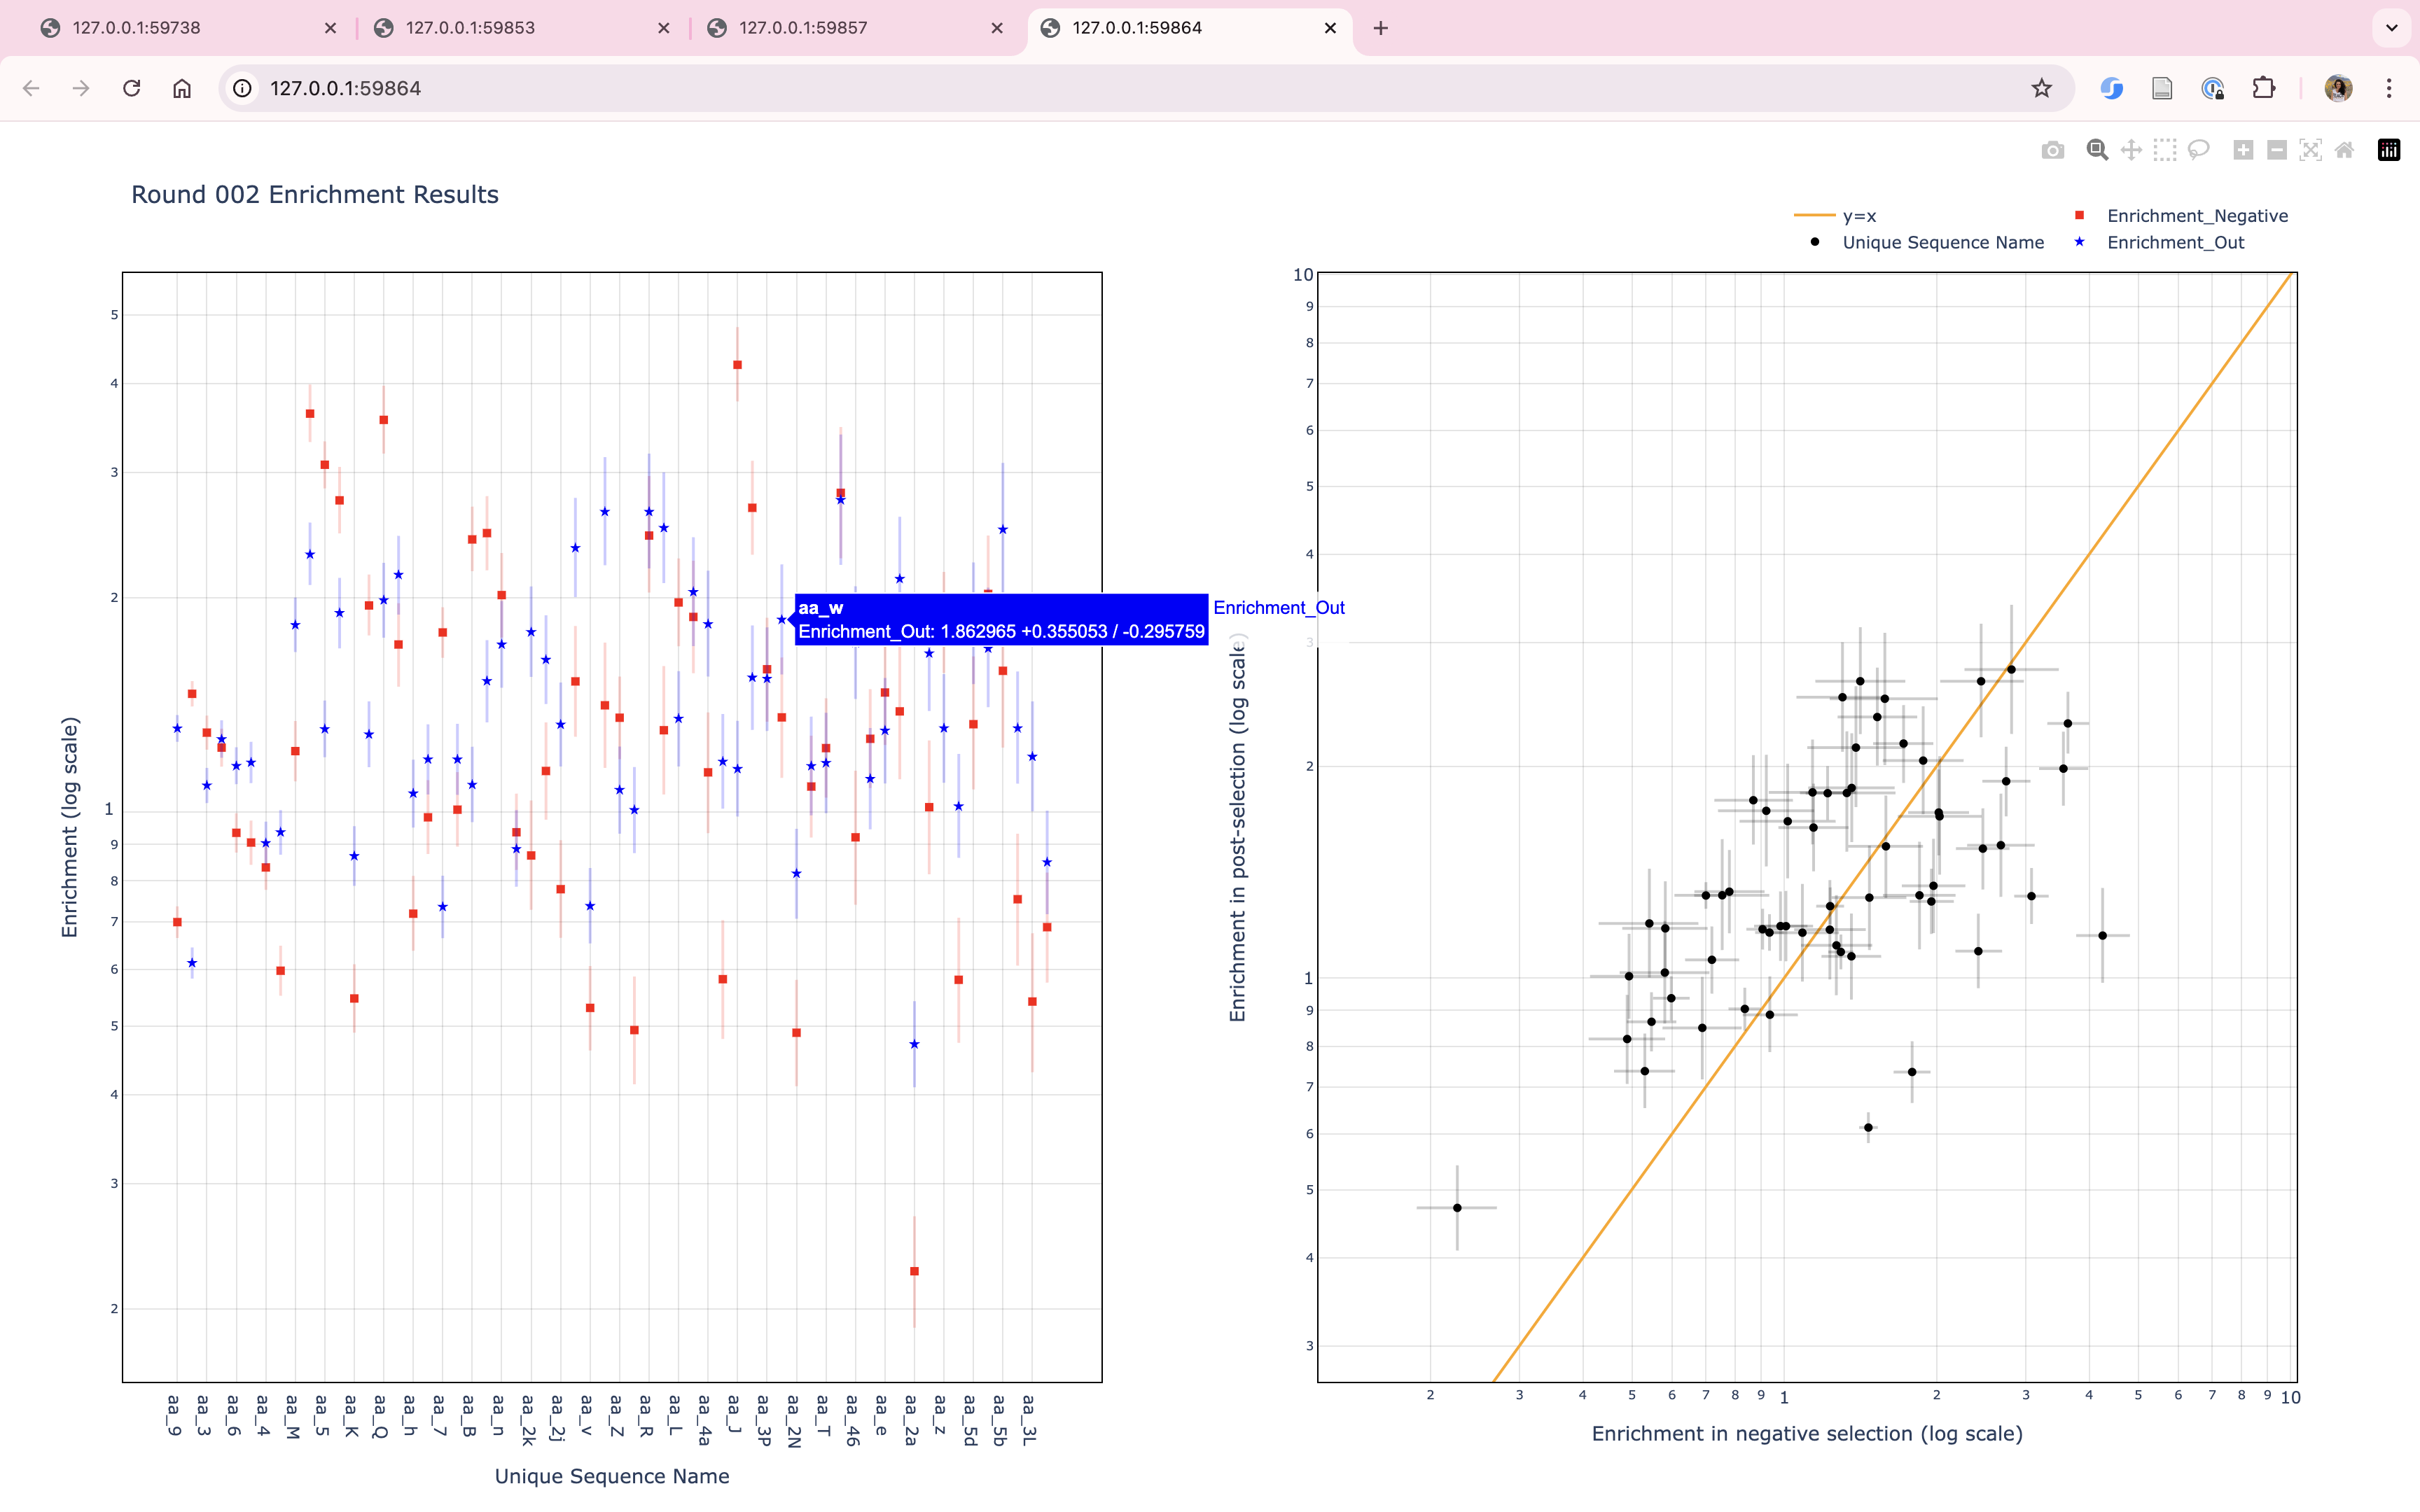 127.0.0.1:59738
127.0.0.1:59853
127.0.0.1:59857
127.0.0.1:59864
127.0.0.1:59864
Round 002 Enrichment Results
y=x
Enrichment_Negative
Unique Sequence Name
Enrichment_Out
Enrichment (log scale)
5
4
3
2
1
9
8
7
6
5
4
3
2
aa_w
Enrichment_Out: 1.862965 +0.355053 / -0.295759
Enrichment_Out
aa_9
aa_3
aa_6
aa_4
aa_M
aa_5
aa_K
aa_Q
aa_h
aa_7
aa_B
aa_n
aa_2k
aa_2j
aa_v
aa_Z
aa_R
aa_L
aa_4a
aa_J
aa_3P
aa_2N
aa_T
aa_46
aa_e
aa_2a
aa_z
aa_5d
aa_5b
aa_3L
Unique Sequence Name
Enrichment in post-selection (log scale)
10
9
8
7
6
5
4
3
2
1
9
8
7
6
5
4
3
2
3
4
5
6
7
8
9
1
2
3
4
5
6
7
8
9
10
Enrichment in negative selection (log scale)